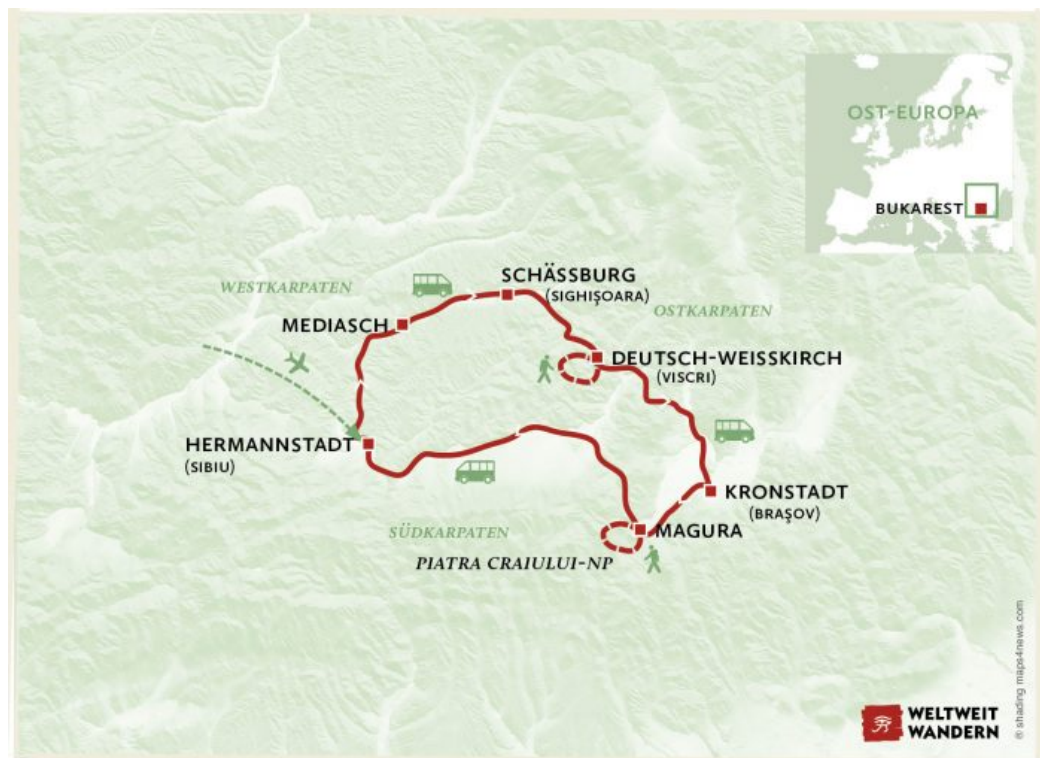 OST-EUROPA
BUKAREST
SCHÄSSBURG
(SIGHIŞOARA)
WESTKARPATEN
OSTKARPATEN
MEDIASCH
DEUTSCH-WEISSKIRCH
(VISCRI)
HERMANNSTADT
(SIBIU)
KRONSTADT
(BRAŞOV)
SÜDKARPATEN
MAGURA
PIATRA CRAIULUI-NP
® shading maps4news.com
WELTWEIT
WANDERN